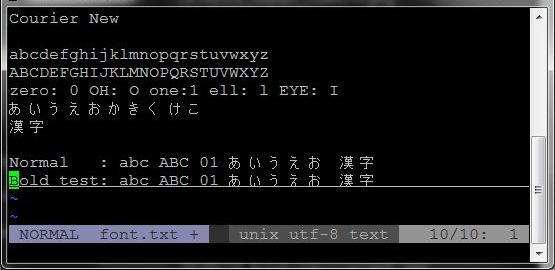 Courier New
abcdefghijklmnopqrstuvwxyz
ABCDEFGHIJKLMNOPQRSTUVWXYZ
zero: 0 OH: O one:1 ell: l EYE: I
あいうえおかきくけこ
漢字
Normal   : abc ABC 01 あいうえお 漢字
Bold test: abc ABC 01 あいうえお 漢字
~
~
NORMAL  font.txt +  unix utf-8 text  10/10:  1